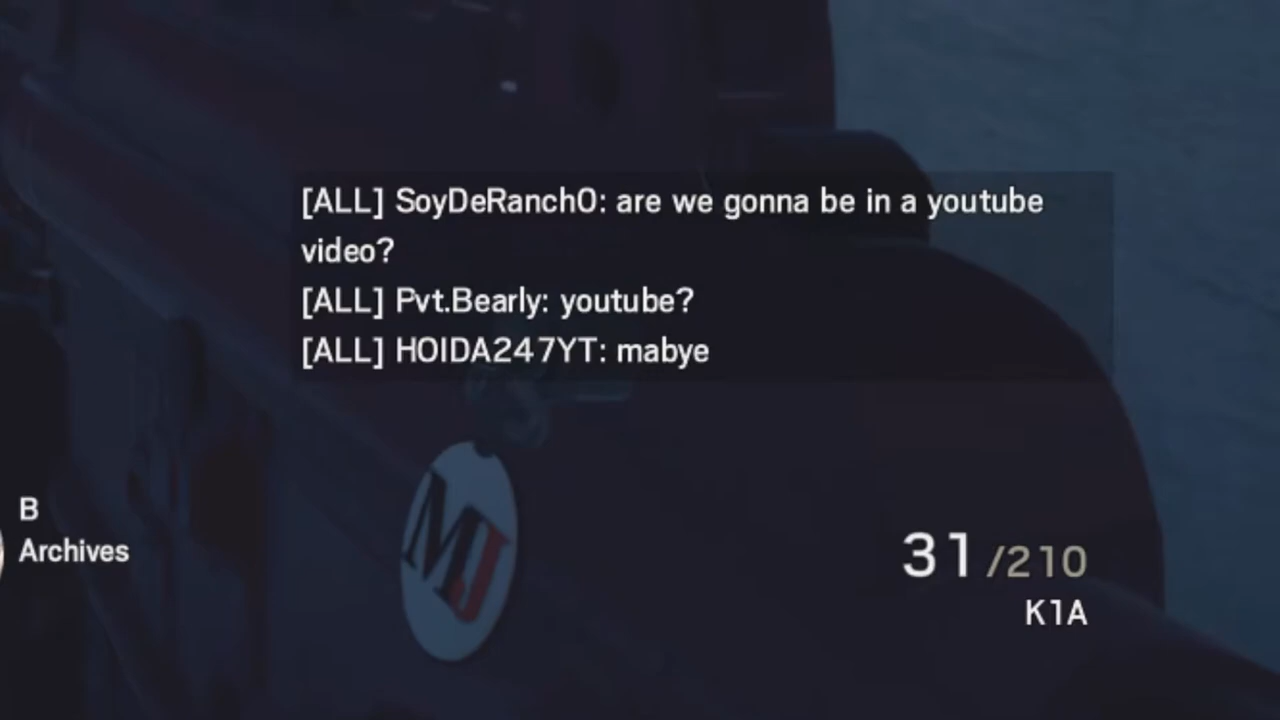 [ALL] SoyDeRanchO: are we gonna be in a youtube
video?
[ALL] Pvt.Bearly: youtube?
[ALL] HOIDA247YT: mabye
MJ
B
Archives
31/210
K1A